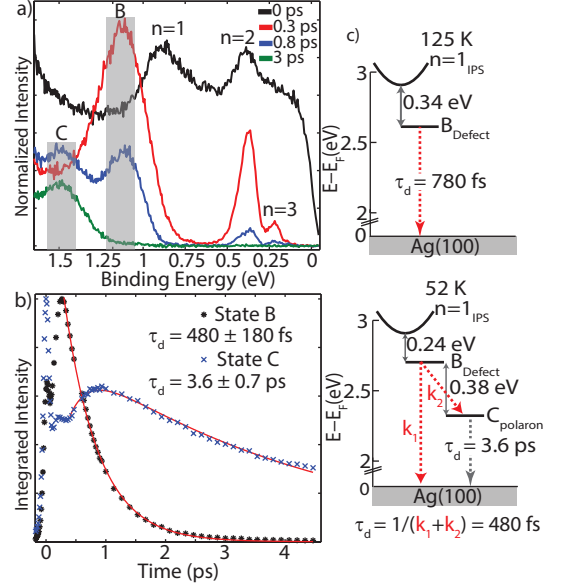 a)
B
C
n=1
n=2
n=3
0 ps
0.3 ps
0.8 ps
3 ps
Normalized Intensity
1.5 1.25 1 0.75 0.5 0.25 0
Binding Energy (eV)
b)
State B
τd = 480 ± 180 fs
State C
τd = 3.6 ± 0.7 ps
Integrated Intensity
0 1 2 3 4
Time (ps)
c)
125 K
n=1IPS
3
0.34 eV
BDefect
2.5
τd = 780 fs
2
0
E−EF(eV)
Ag(100)
52 K
n=1IPS
3
0.24 eV
BDefect
0.38 eV
k2
Cpolaron
2.5
k1
τd = 3.6 ps
2
0
E−EF(eV)
Ag(100)
τd = 1/(k1+k2) = 480 fs